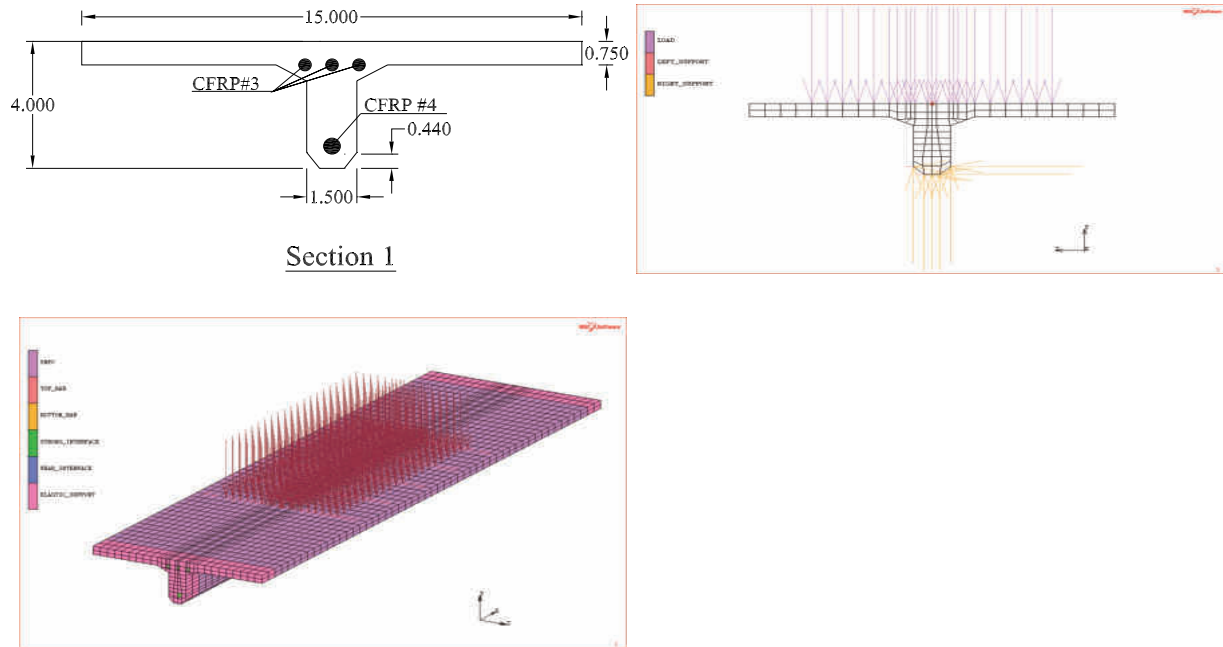 15.000
0.750
CFRP#3
4.000
CFRP #4
0.440
1.500
Section 1
LOAD
LEFT_SUPPORT
RIGHT_SUPPORT
TOP_BAR
BOTTOM_BAR
STRONG_INTERFACE
WEAK_INTERFACE
ELASTIC_SUPPORT